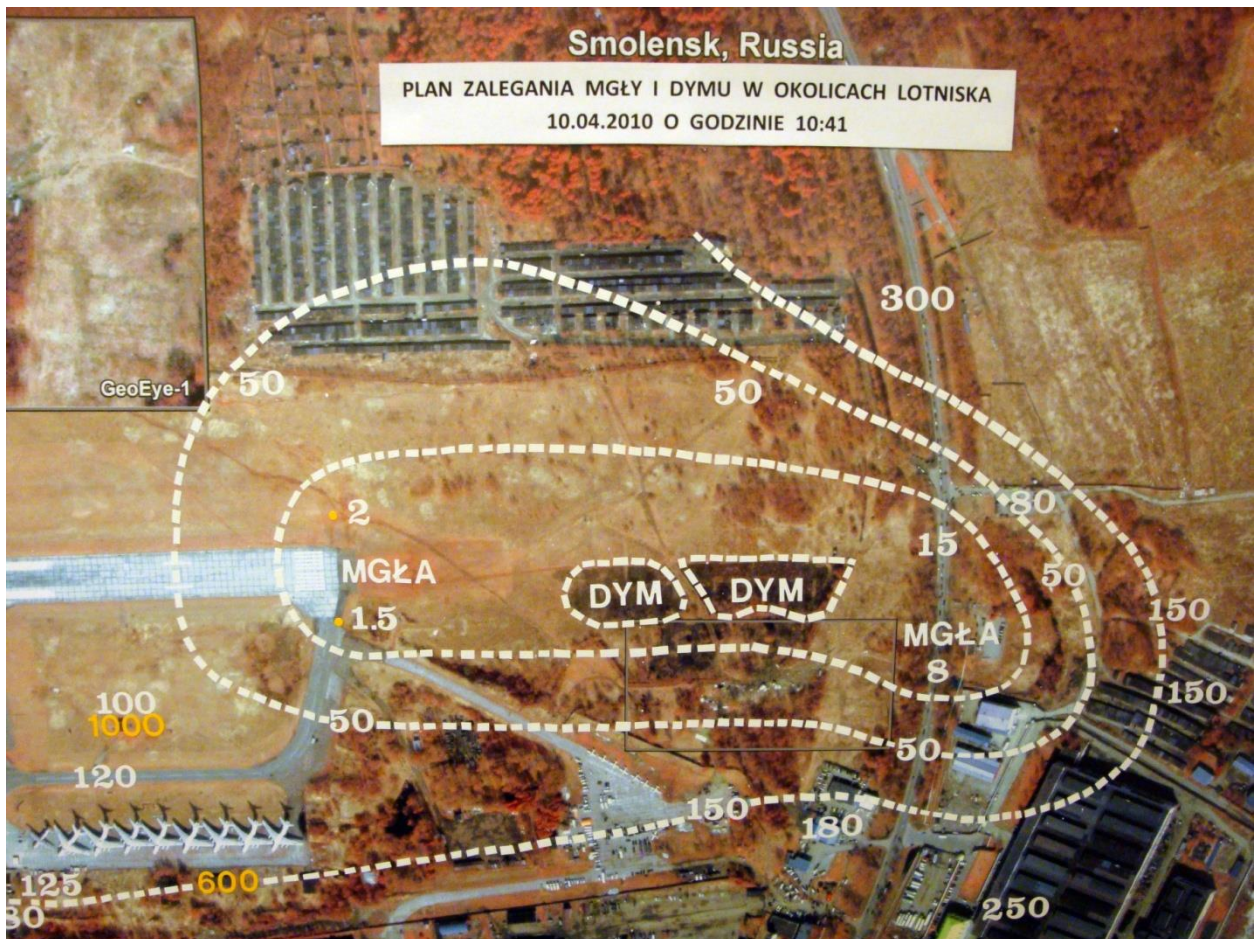 Smolensk, Russia
PLAN ZALEGANIA MGŁY I DYMU W OKOLICACH LOTNISKA
10.04.2010 O GODZINIE 10:41
300
GeoEye-1
50
50
80
2
15
MGŁA
50
DYM
DYM
150
1.5
MGŁA
8
150
100
1000
50
50
120
150
180
125
600
80
250